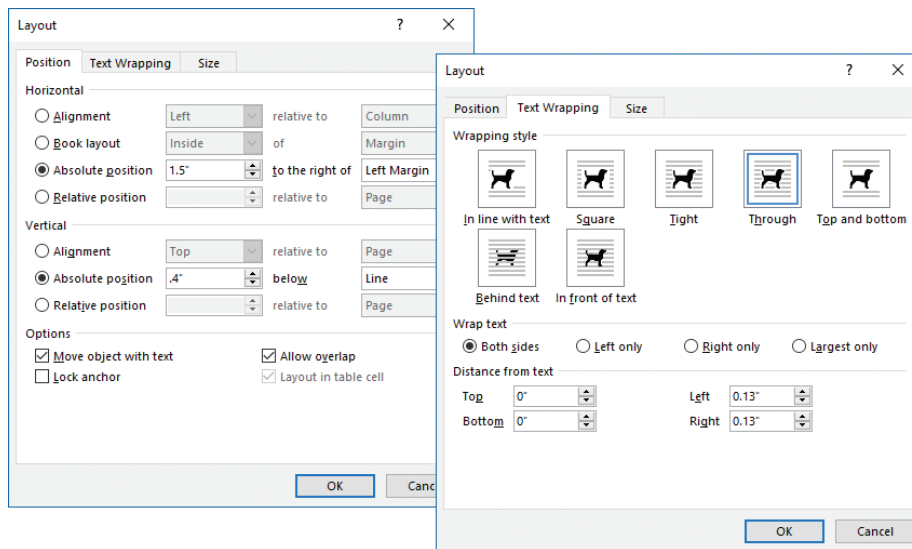 Layout ? ×
Position Text Wrapping Size
Horizontal
Alignment Left relative to Column
Book layout Inside of Margin
Absolute position 1.5" to the right of Left Margin
Relative position relative to Page
Vertical
Alignment Top relative to Page
Absolute position .4" below Line
Relative position relative to Page
Options
Move object with text Allow overlap
Lock anchor Layout in table cell
OK Canc
Layout ? ×
Position Text Wrapping Size
Wrapping style
In line with text Square Tight Through Top and bottom
Behind text In front of text
Wrap text
Both sides Left only Right only Largest only
Distance from text
Top 0" Left 0.13"
Bottom 0" Right 0.13"
OK Cancel